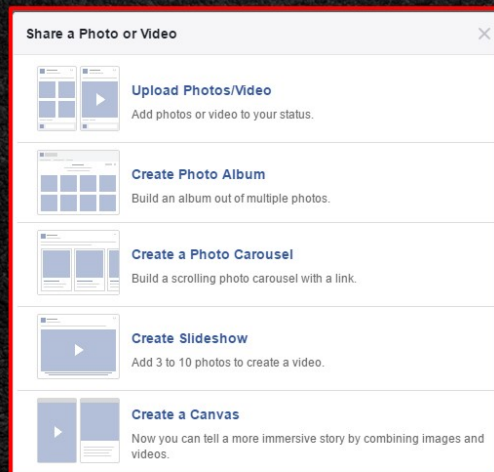 Share a Photo or Video
Upload Photos/Video
Add photos or video to your status.
Create Photo Album
Build an album out of multiple photos.
Create a Photo Carousel
Build a scrolling photo carousel with a link.
Create Slideshow
Add 3 to 10 photos to create a video.
Create a Canvas
Now you can tell a more immersive story by combining images and
videos.